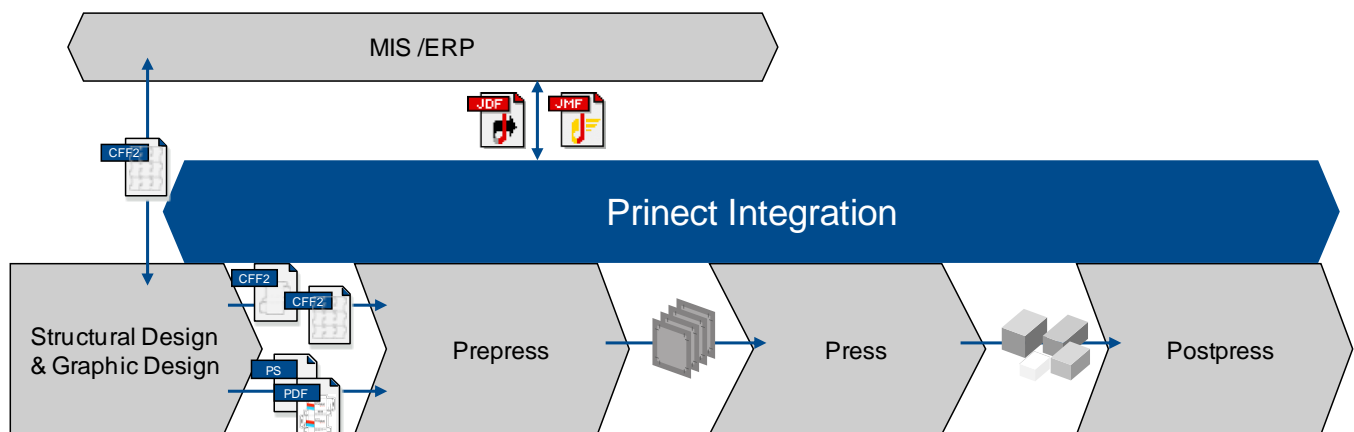 MIS /ERP
JDF
JMF
CFF2
Prinect Integration
CFF2
CFF2
Structural Design
& Graphic Design
PS
PDF
Prepress
Press
Postpress